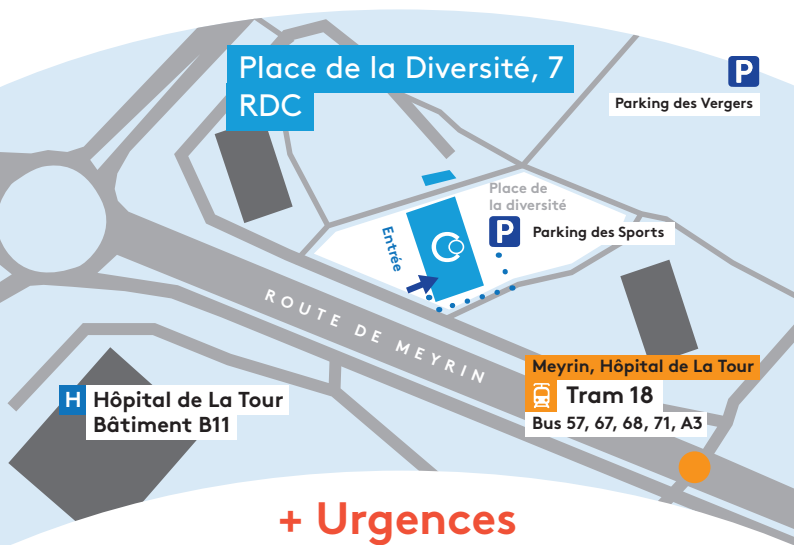 Place de la Diversité, 7
RDC
P
Parking des Vergers
Place de
la diversité
P
Parking des Sports
Entrée
ROUTE DE MEYRIN
Meyrin, Hôpital de La Tour
Tram 18
Bus 57, 67, 68, 71, A3
H Hôpital de La Tour
Bâtiment B11
+ Urgences